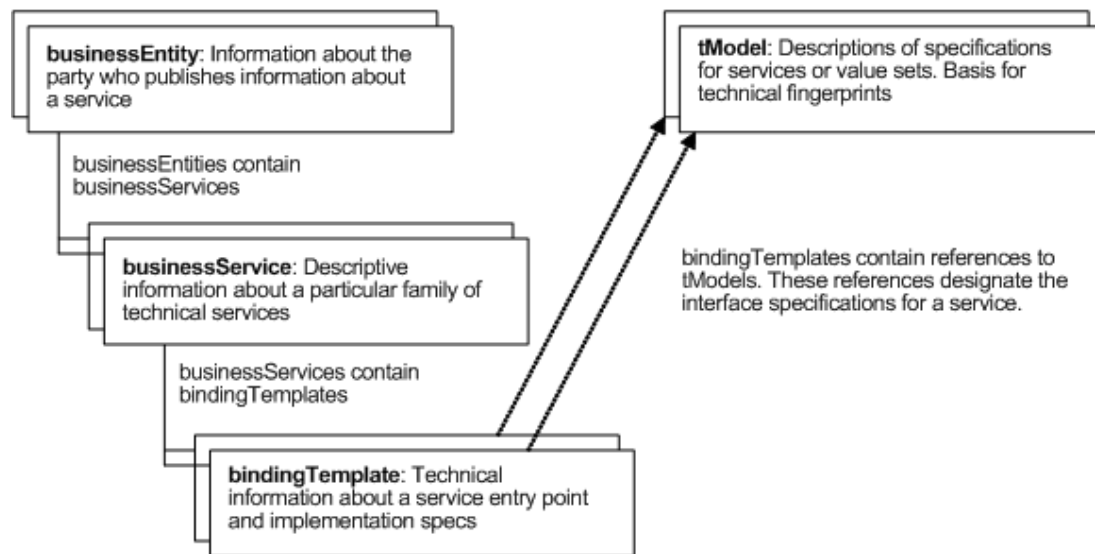 businessEntity: Information about the
party who publishes information about
a service
tModel: Descriptions of specifications
for services or value sets. Basis for
technical fingerprints
businessEntities contain
businessServices
businessService: Descriptive
information about a particular family of
technical services
bindingTemplates contain references to
tModels. These references designate the
interface specifications for a service.
businessServices contain
bindingTemplates
bindingTemplate: Technical
information about a service entry point
and implementation specs